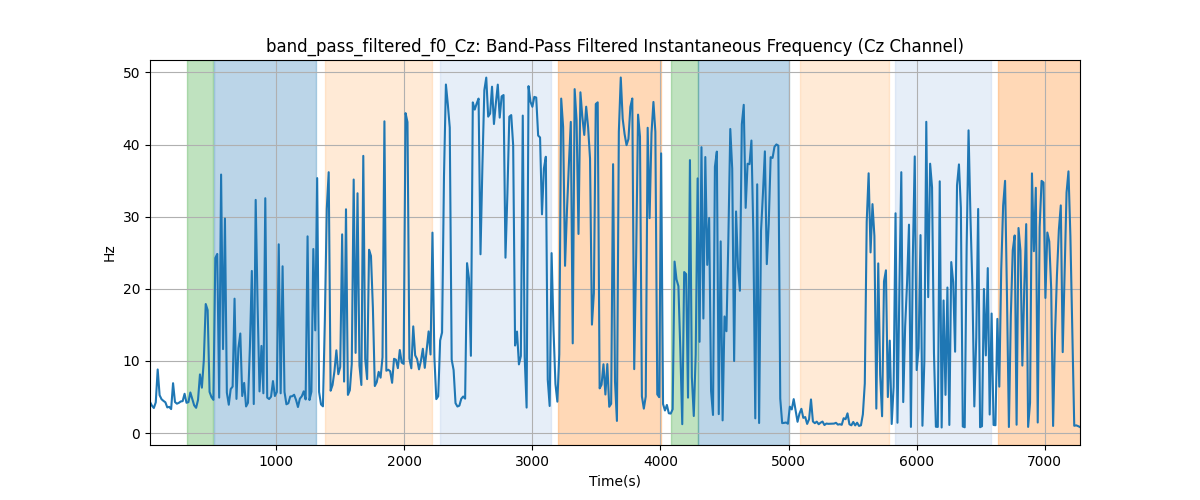 band_pass_filtered_f0_Cz: Band-Pass Filtered Instantaneous Frequency (Cz Channel)
50
40
30
20
10
0
Hz
1000 2000 3000 4000 5000 6000 7000
Time(s)